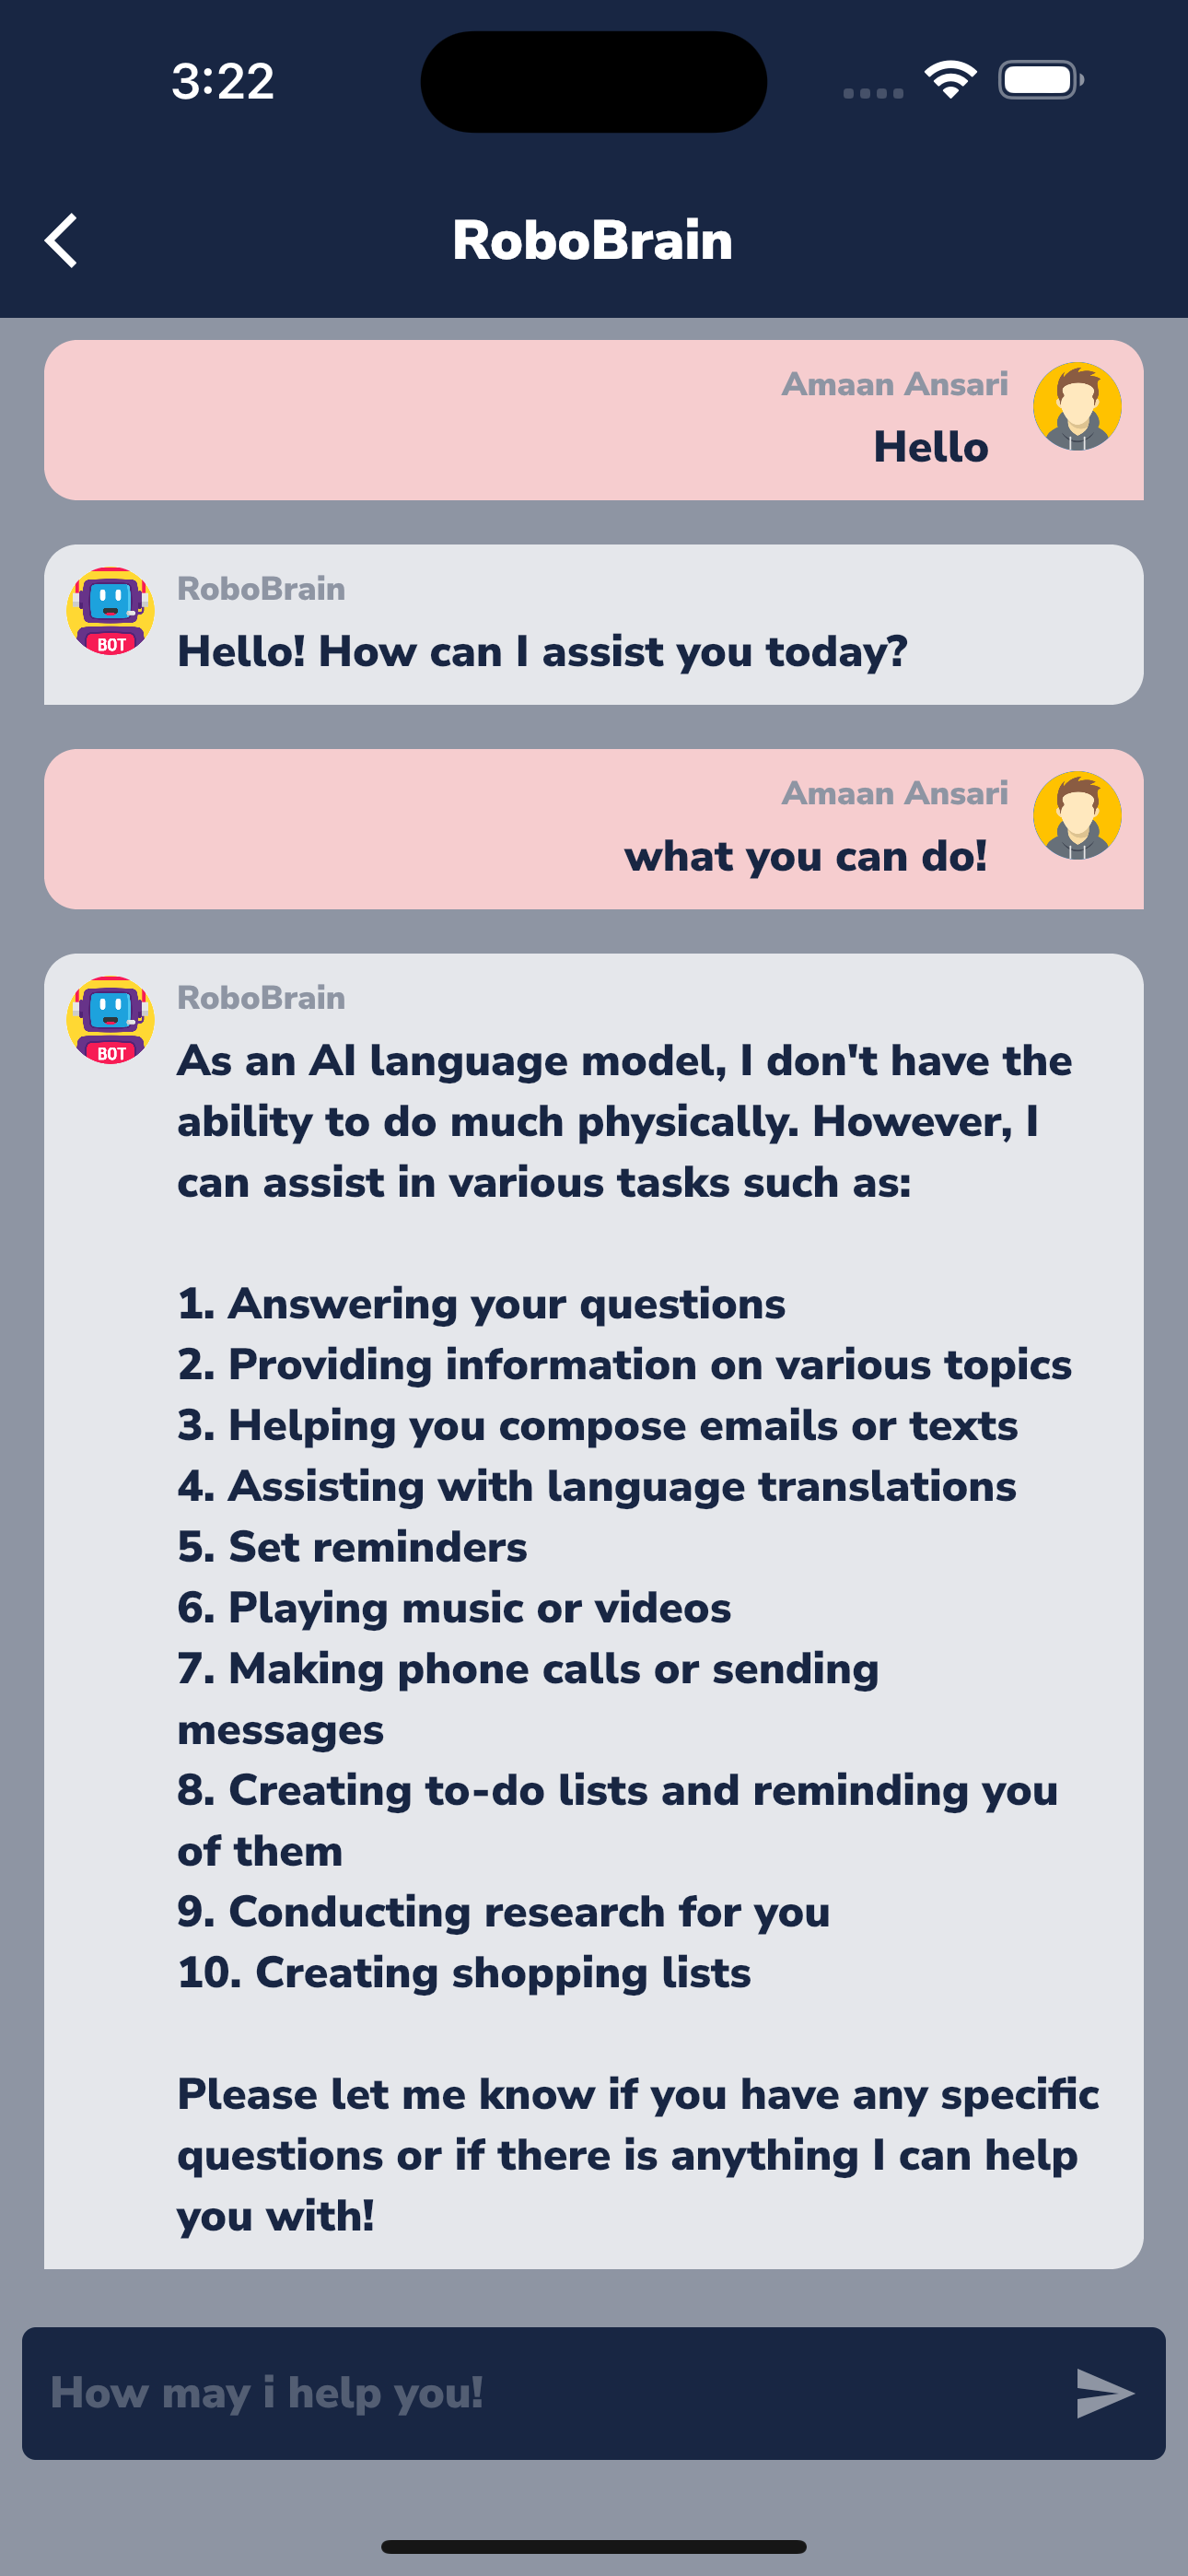 3:22
RoboBrain
Amaan Ansari
Hello
RoboBrain
BOT
Hello! How can I assist you today?
Amaan Ansari
what you can do!
RoboBrain
BOT
As an AI language model, I don't have the
ability to do much physically. However, I
can assist in various tasks such as:
1. Answering your questions
2. Providing information on various topics
3. Helping you compose emails or texts
4. Assisting with language translations
5. Set reminders
6. Playing music or videos
7. Making phone calls or sending
messages
8. Creating to-do lists and reminding you
of them
9. Conducting research for you
10. Creating shopping lists
Please let me know if you have any specific
questions or if there is anything I can help
you with!
How may i help you!